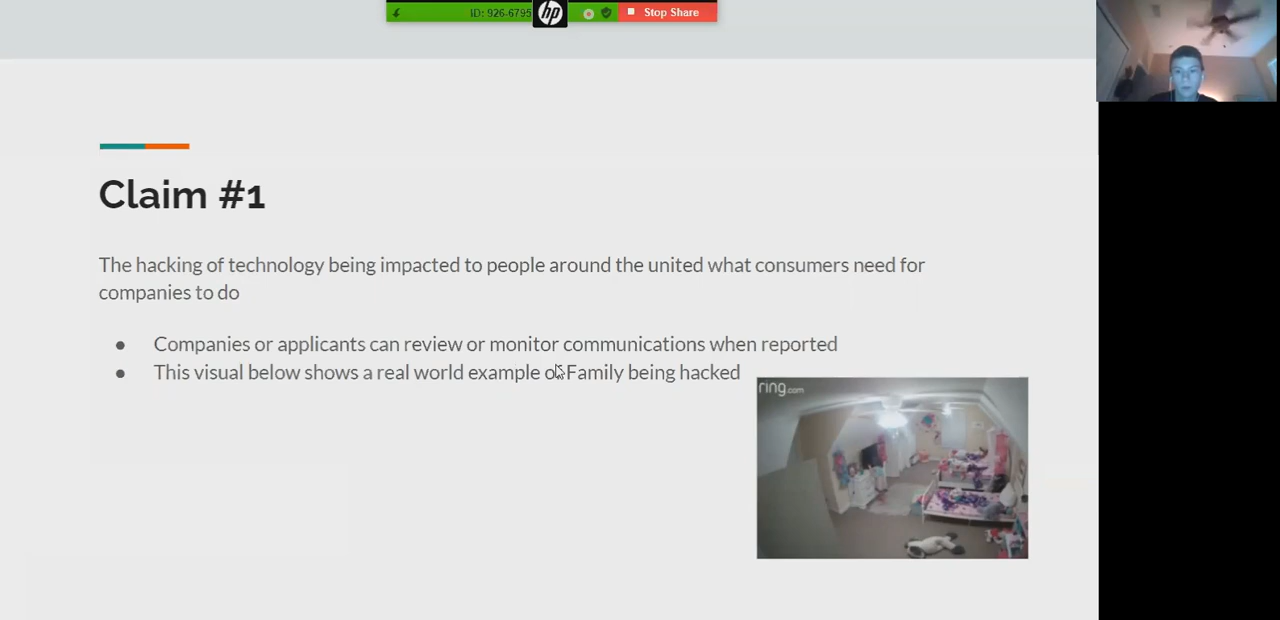 ID: 926-6795
hp
Stop Share
Claim #1
The hacking of technology being impacted to people around the united what consumers need for
companies to do
Companies or applicants can review or monitor communications when reported
This visual below shows a real world example of Family being hacked
ring.com